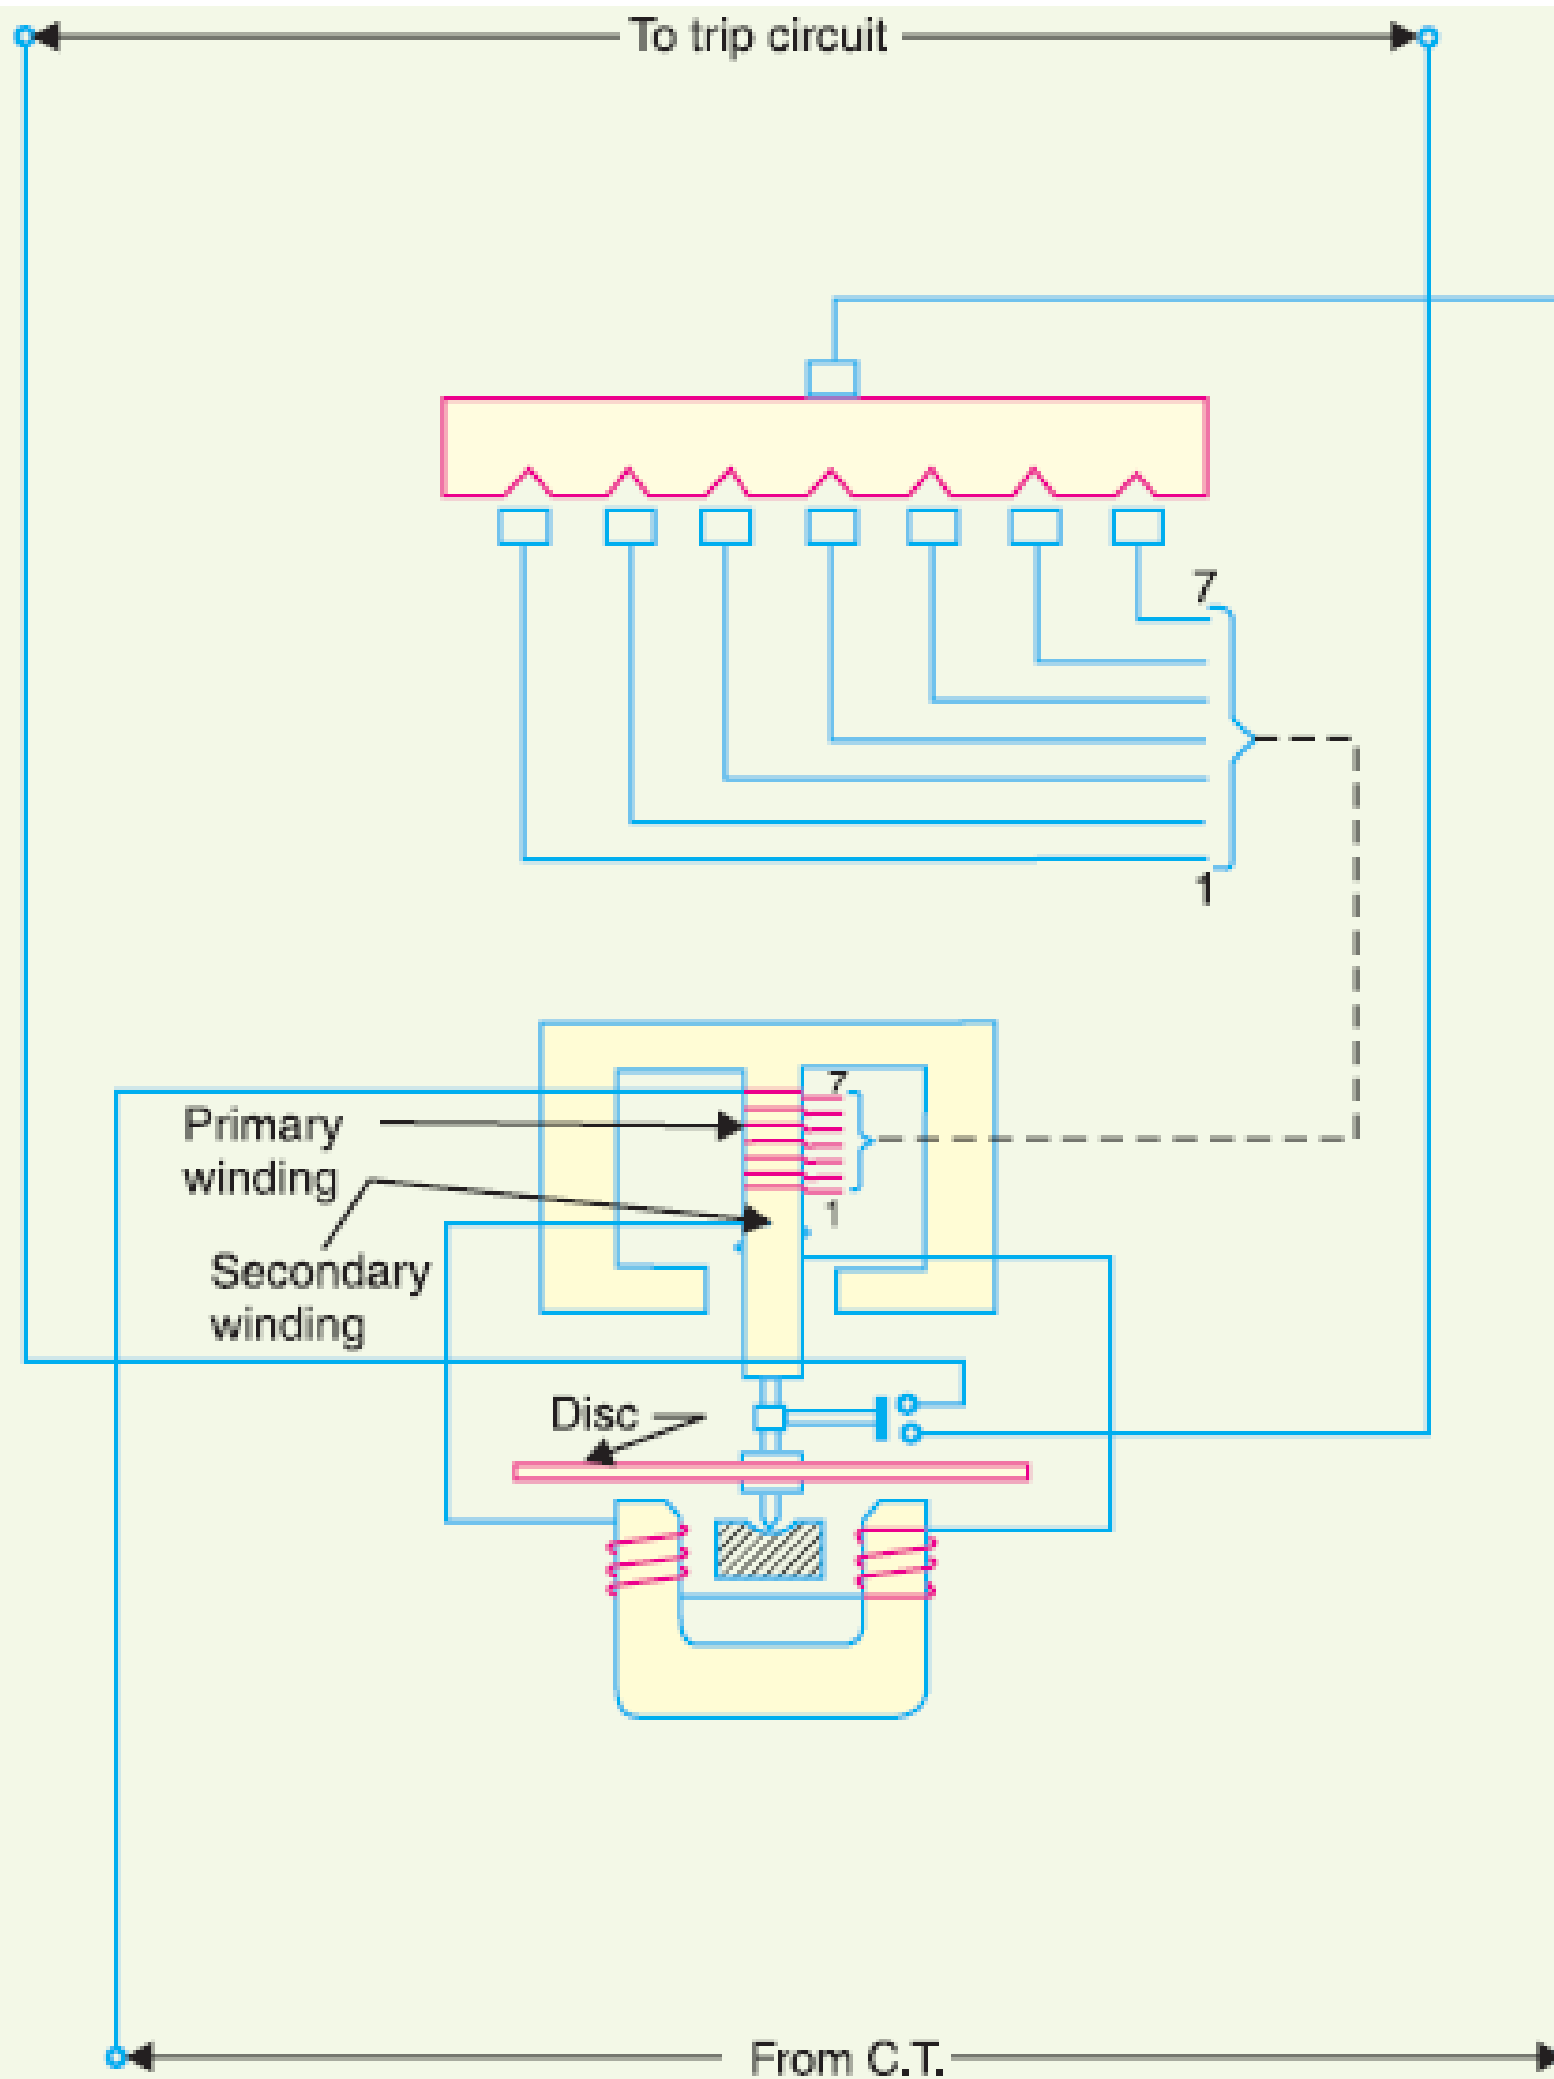 To trip circuit
7
1
7
Primary
winding
1
Secondary
winding
Disc
From C.T.